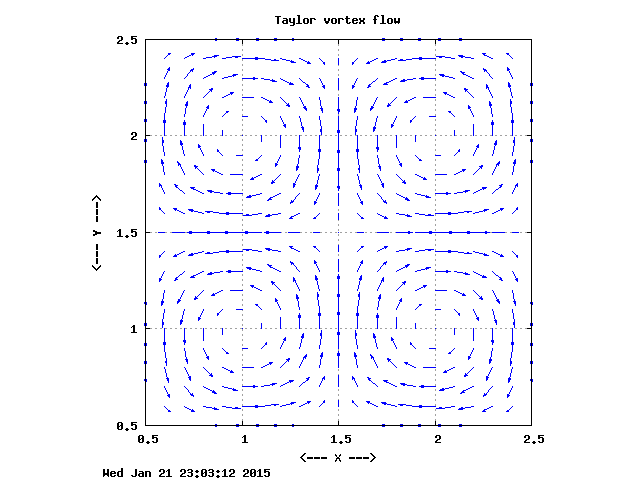 Taylor vortex flow
2.5
2
1.5
1
0.5
<--- Y --->
0.5 1 1.5 2 2.5
<--- X --->
Wed Jan 21 23:03:12 2015